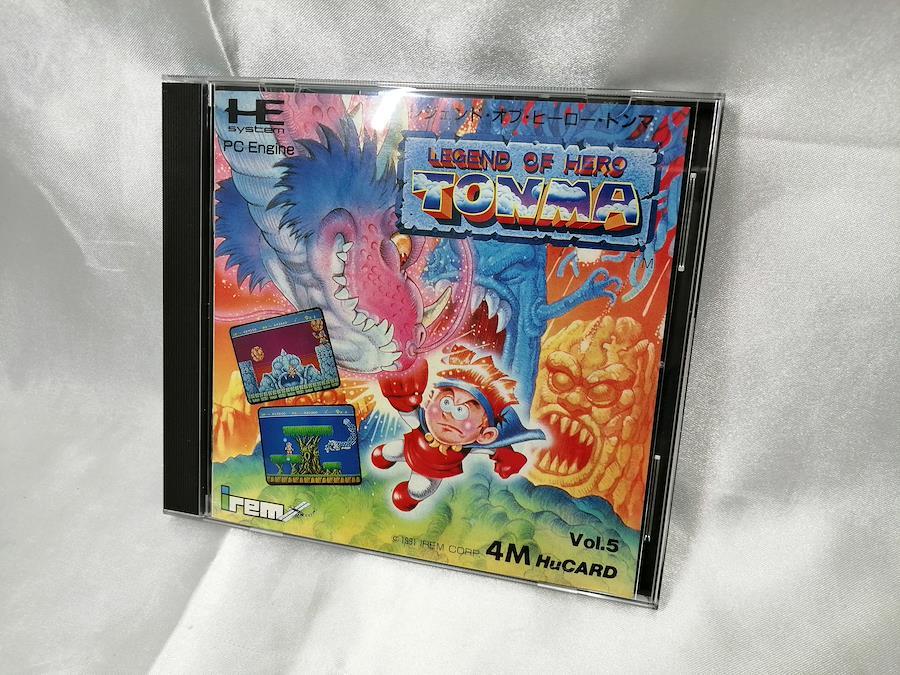 HE
system
PC Engine
レジェンド・オブ・ヒーロー・トンマ
LEGEND OF HERO
TONMA
TM
irem
© 1991 IREM CORP
4M HuCARD
Vol.5